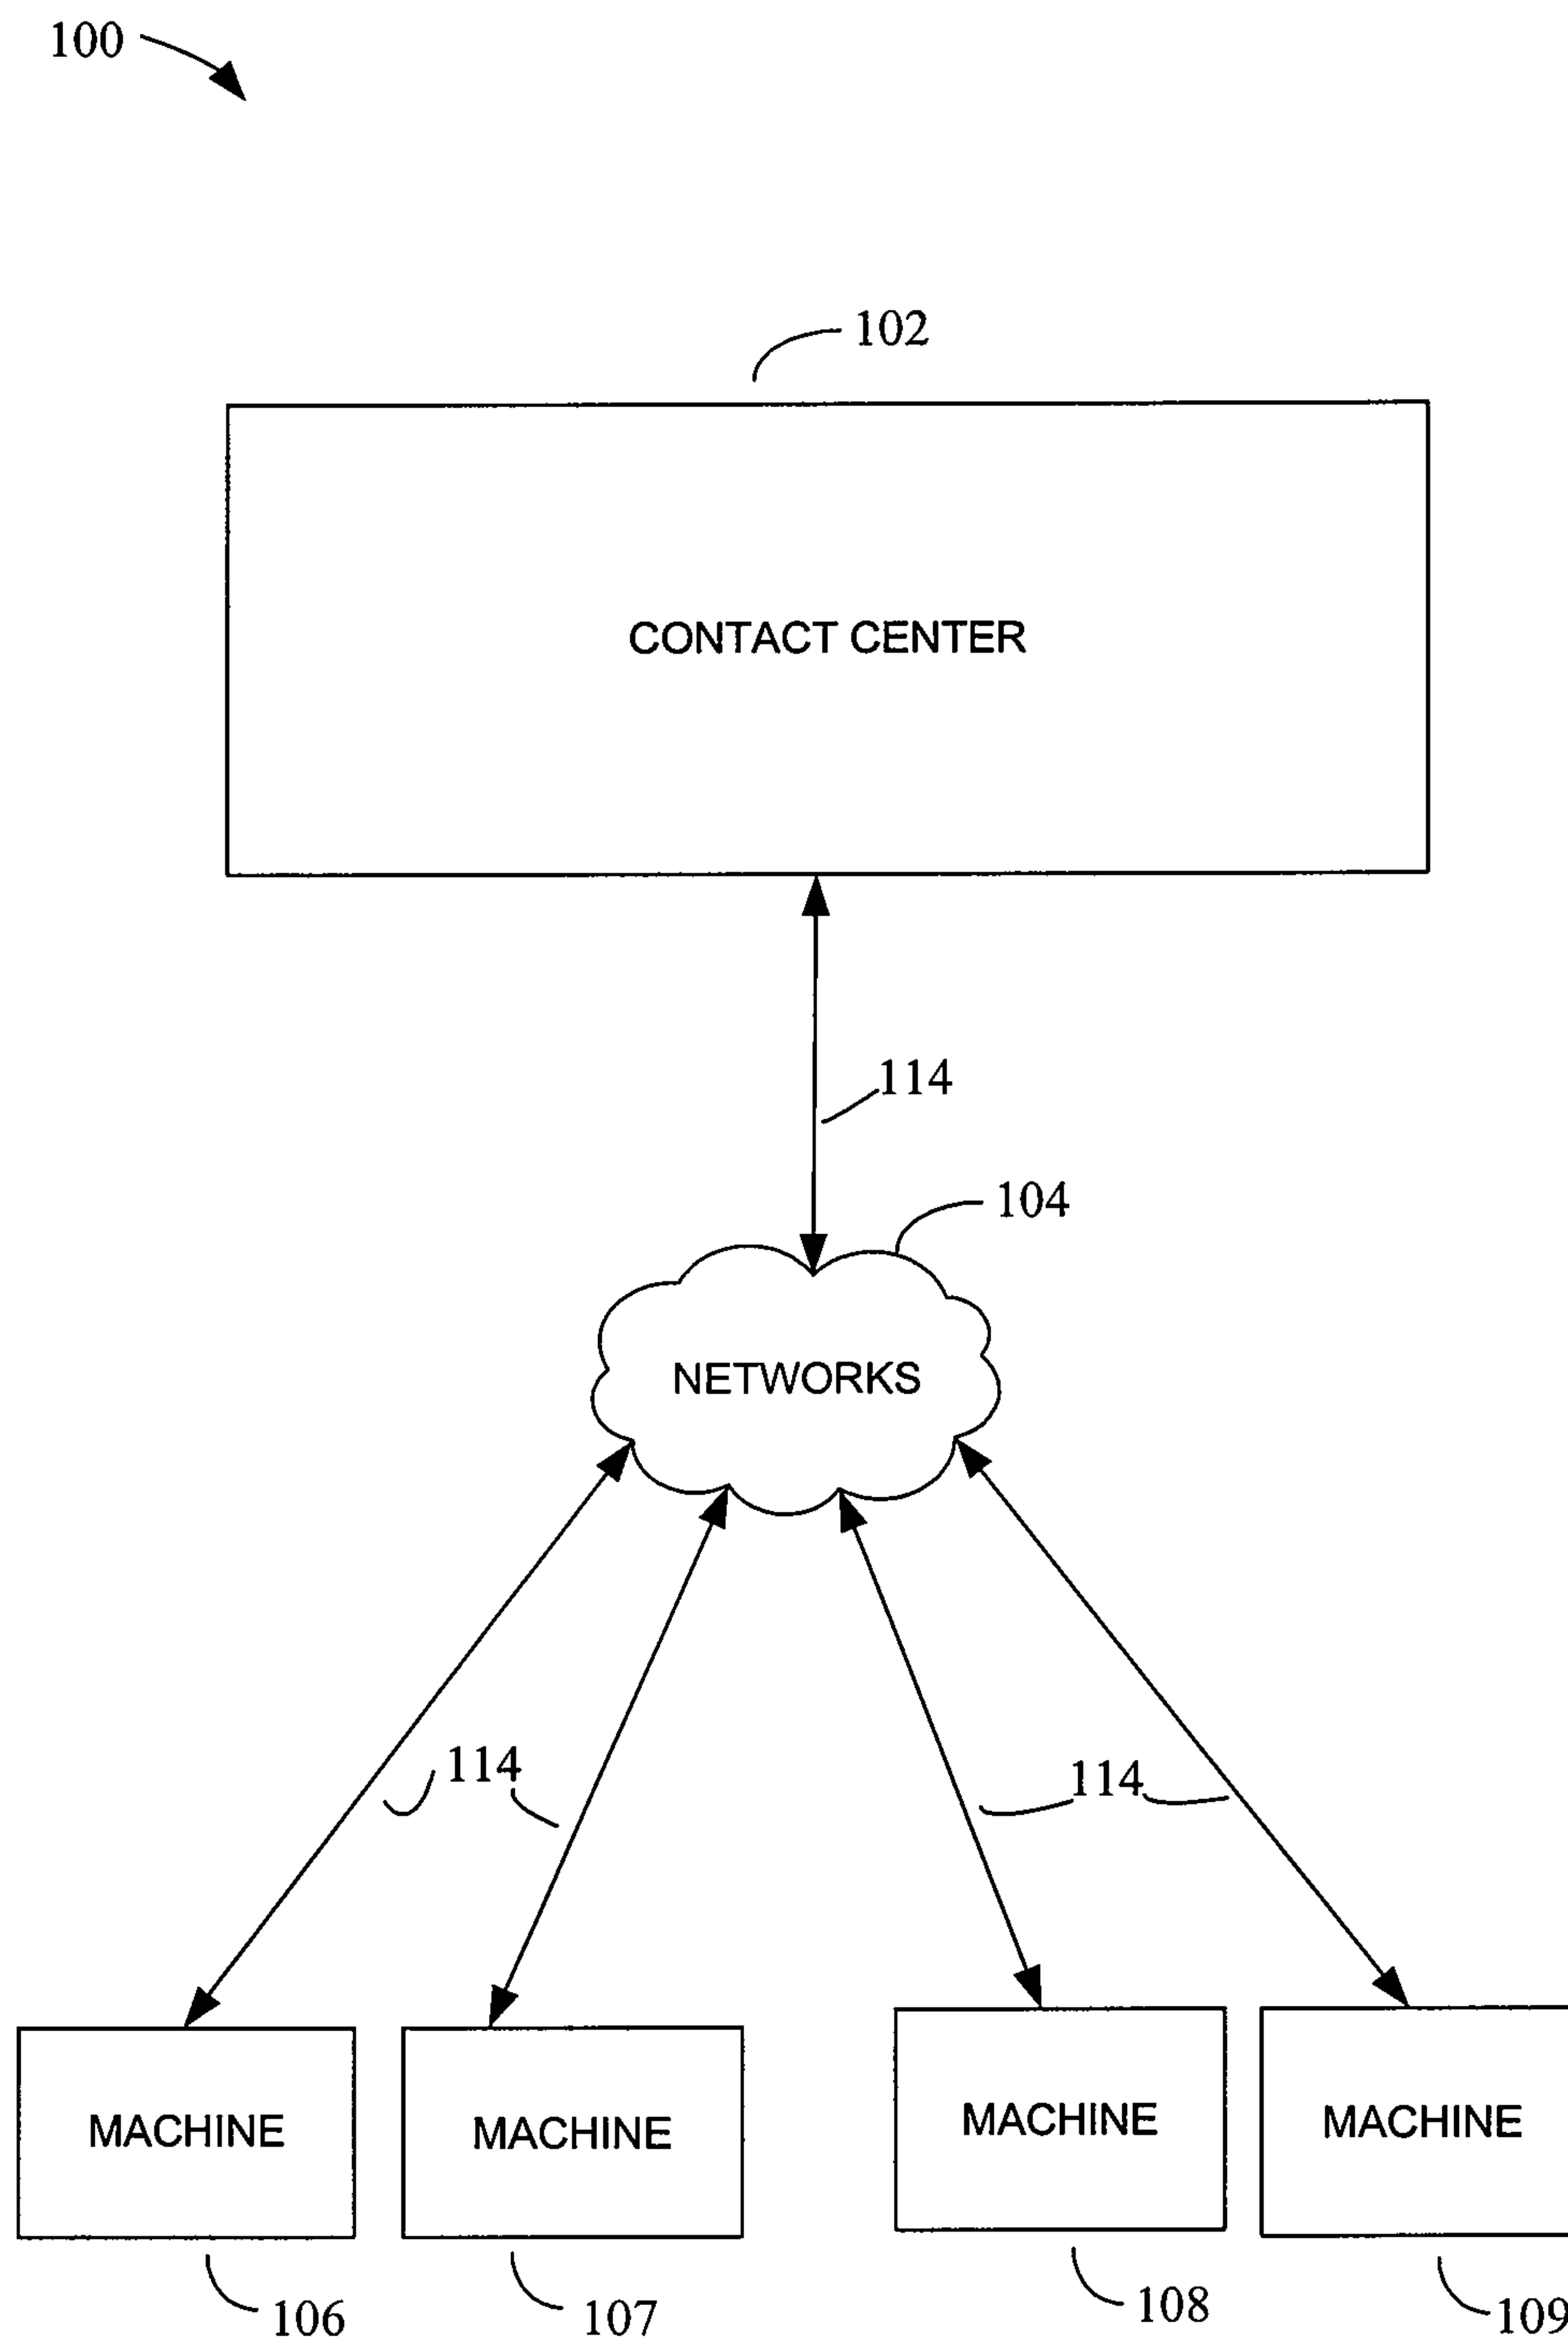 100
102
CONTACT CENTER
114
104
NETWORKS
114
114
MACHINE
MACHINE
MACHINE
MACHINE
106
107
108
109